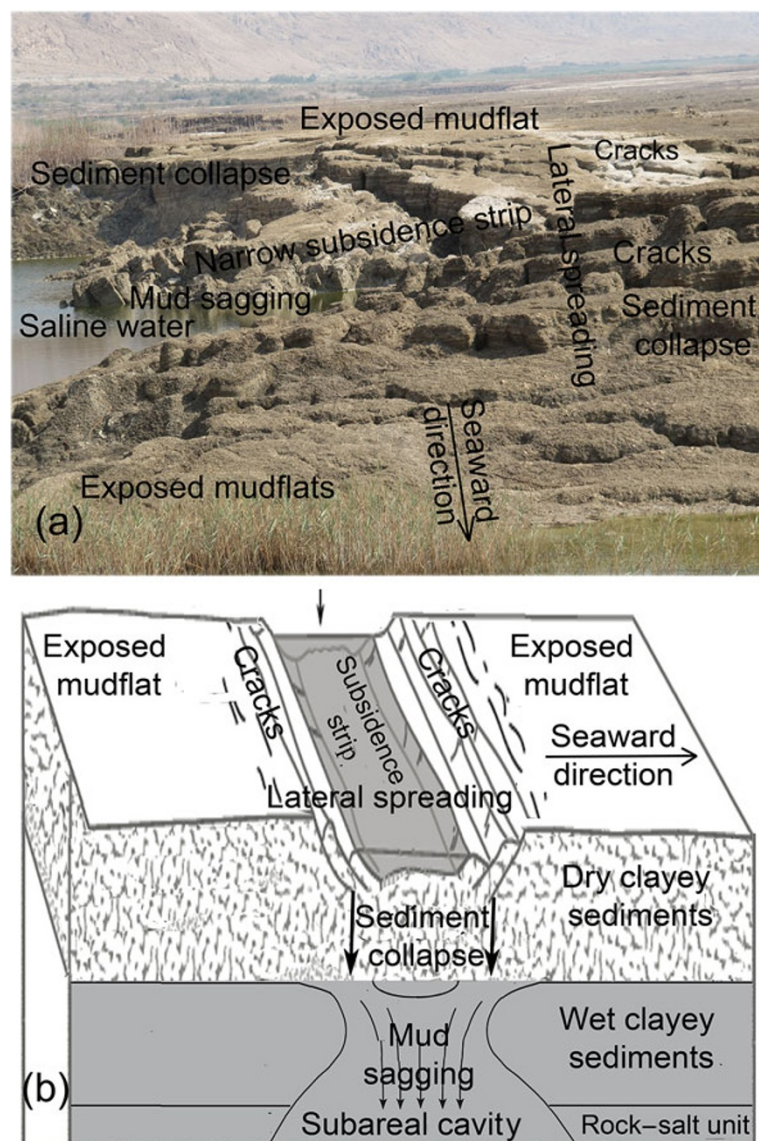 Exposed mudflat
Cracks
Sediment collapse
Lateral spreading
Narrow subsidence strip
Cracks
Mud sagging
Sediment
collapse
Saline water
Seaward
direction
Exposed mudflats
(a)
Exposed
mudflat
Cracks
Subsidence
strip
Cracks
Exposed
mudflat
Seaward
direction
Lateral spreading
Dry clayey
sediments
Sediment
collapse
Wet clayey
sediments
Mud
sagging
(b)
Subareal cavity
Rock–salt unit